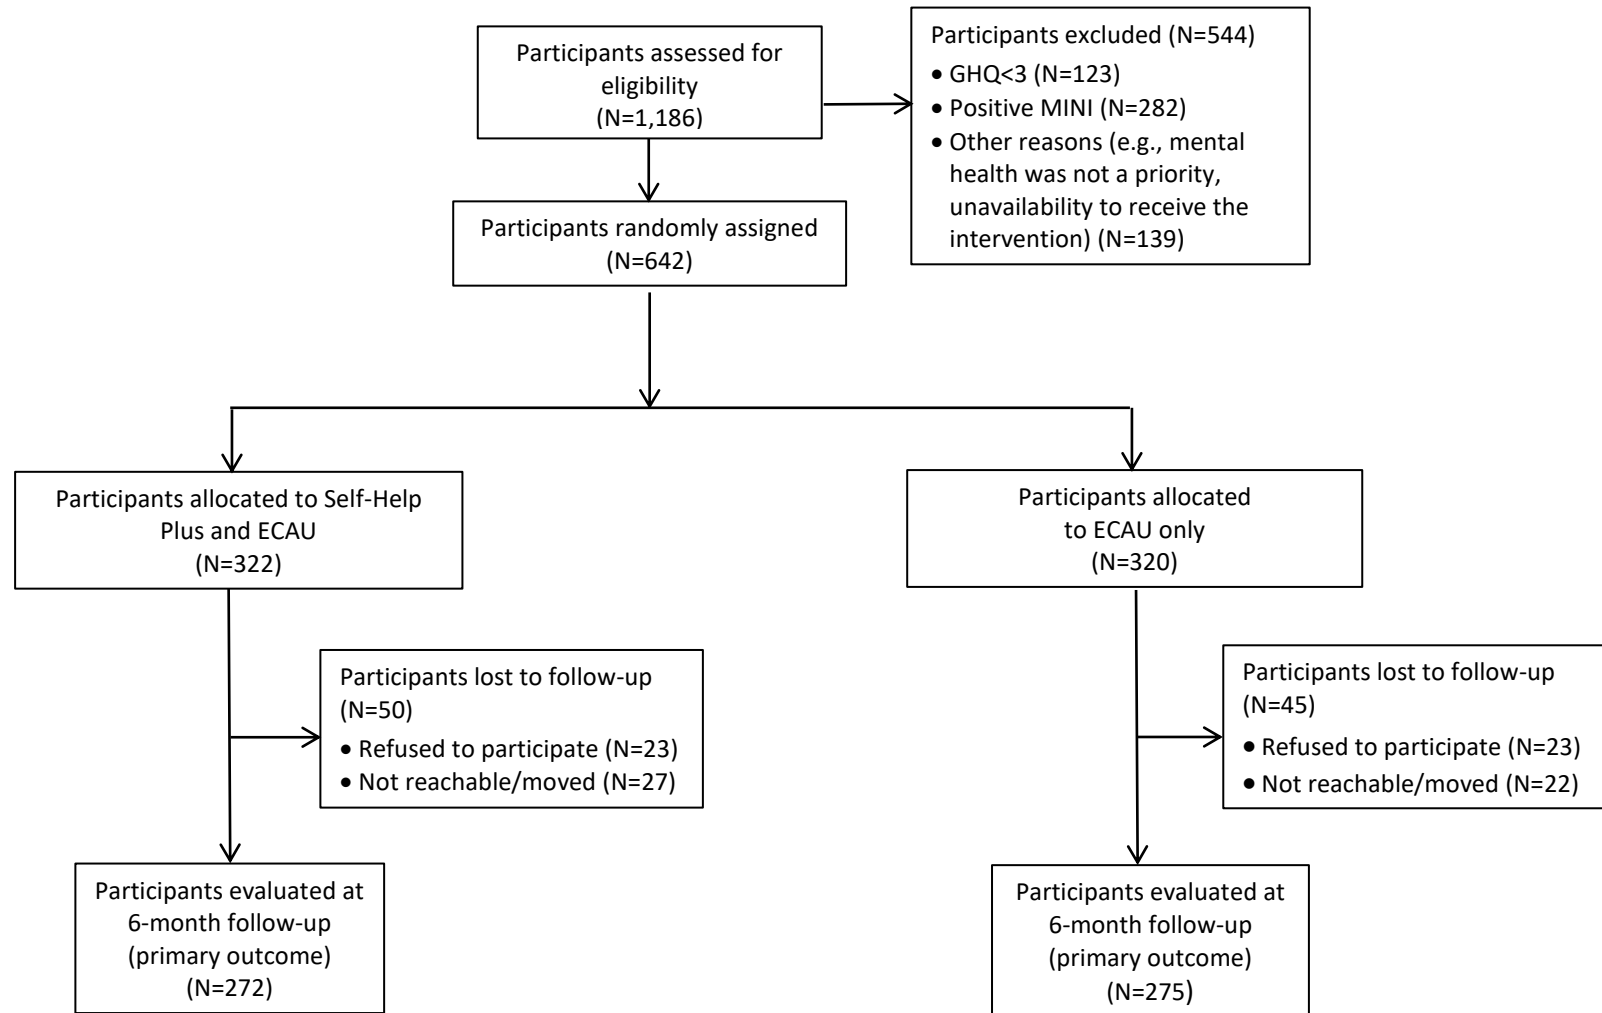 Participants assessed for
eligibility
(N=1,186)
Participants excluded (N=544)
• GHQ<3 (N=123)
• Positive MINI (N=282)
• Other reasons (e.g., mental
health was not a priority,
unavailability to receive the
intervention) (N=139)
Participants randomly assigned
(N=642)
Participants allocated to Self-Help
Plus and ECAU
(N=322)
Participants allocated
to ECAU only
(N=320)
Participants lost to follow-up
(N=50)
• Refused to participate (N=23)
• Not reachable/moved (N=27)
Participants lost to follow-up
(N=45)
• Refused to participate (N=23)
• Not reachable/moved (N=22)
Participants evaluated at
6-month follow-up
(primary outcome)
(N=272)
Participants evaluated at
6-month follow-up
(primary outcome)
(N=275)